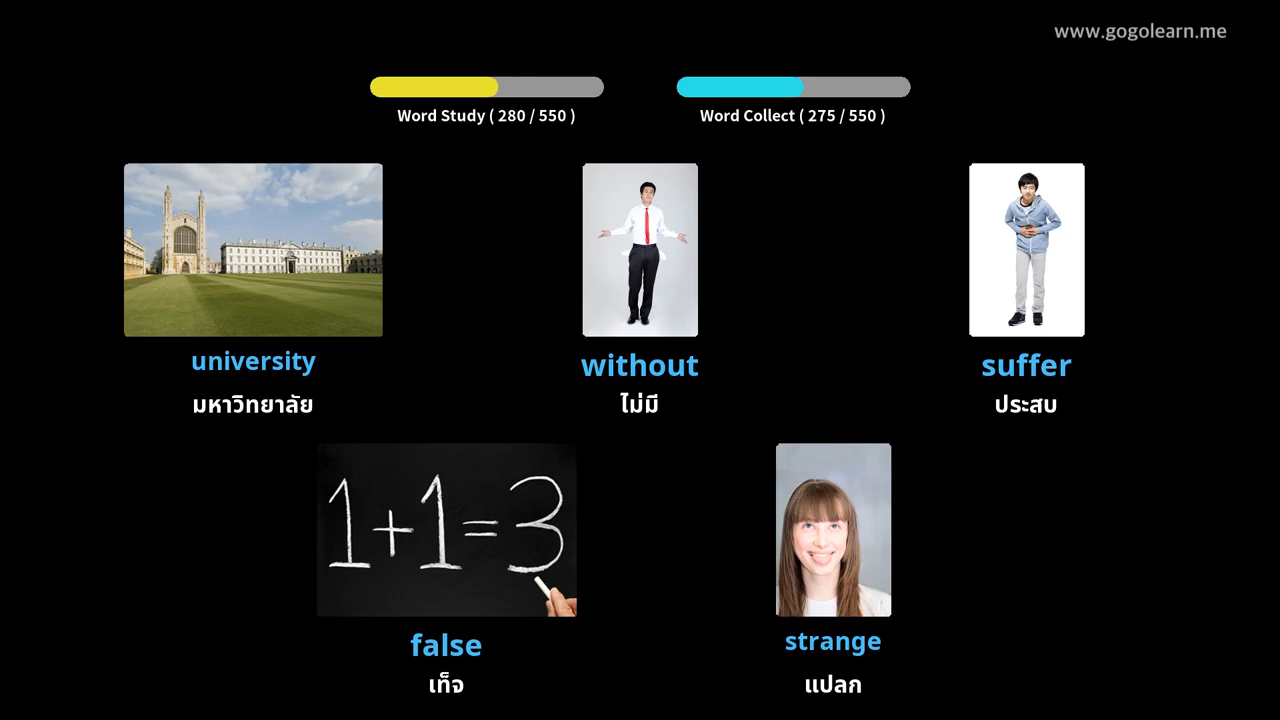 www.gogolearn.me
Word Study ( 280 / 550 )
Word Collect ( 275 / 550 )
university
without
suffer
มหาวิทยาลัย
ไม่มี
ประสบ
1+1=3
false
strange
เท็จ
แปลก